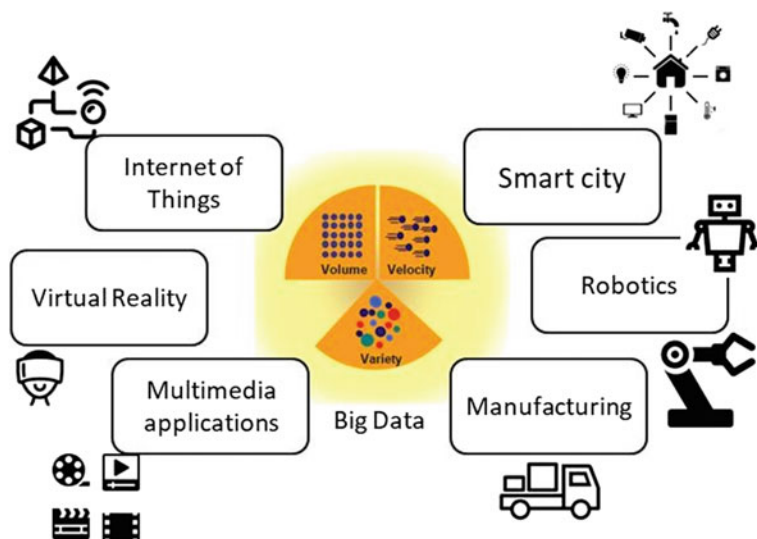 Internet of
Things
Smart city
Volume
Velocity
Virtual Reality
Robotics
Variety
Multimedia
applications
Big Data
Manufacturing